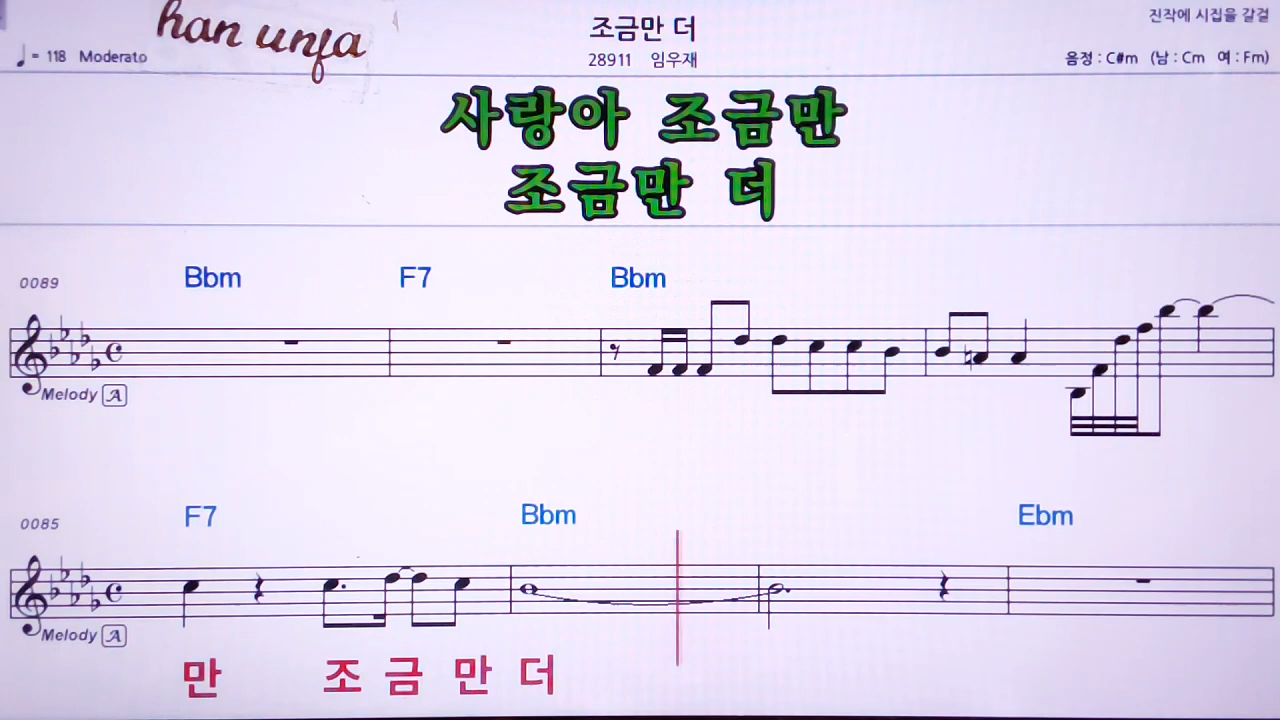 han unja
조금만 더
진작에 시집을 갈걸
♩= 118 Moderato
28911 임우재
음정 : C#m (남 : Cm 여 : Fm)
사랑아 조금만
조금만 더
0089
Bbm F7 Bbm
Melody A
0085
F7 Bbm Ebm
Melody A
만 조 금 만 더